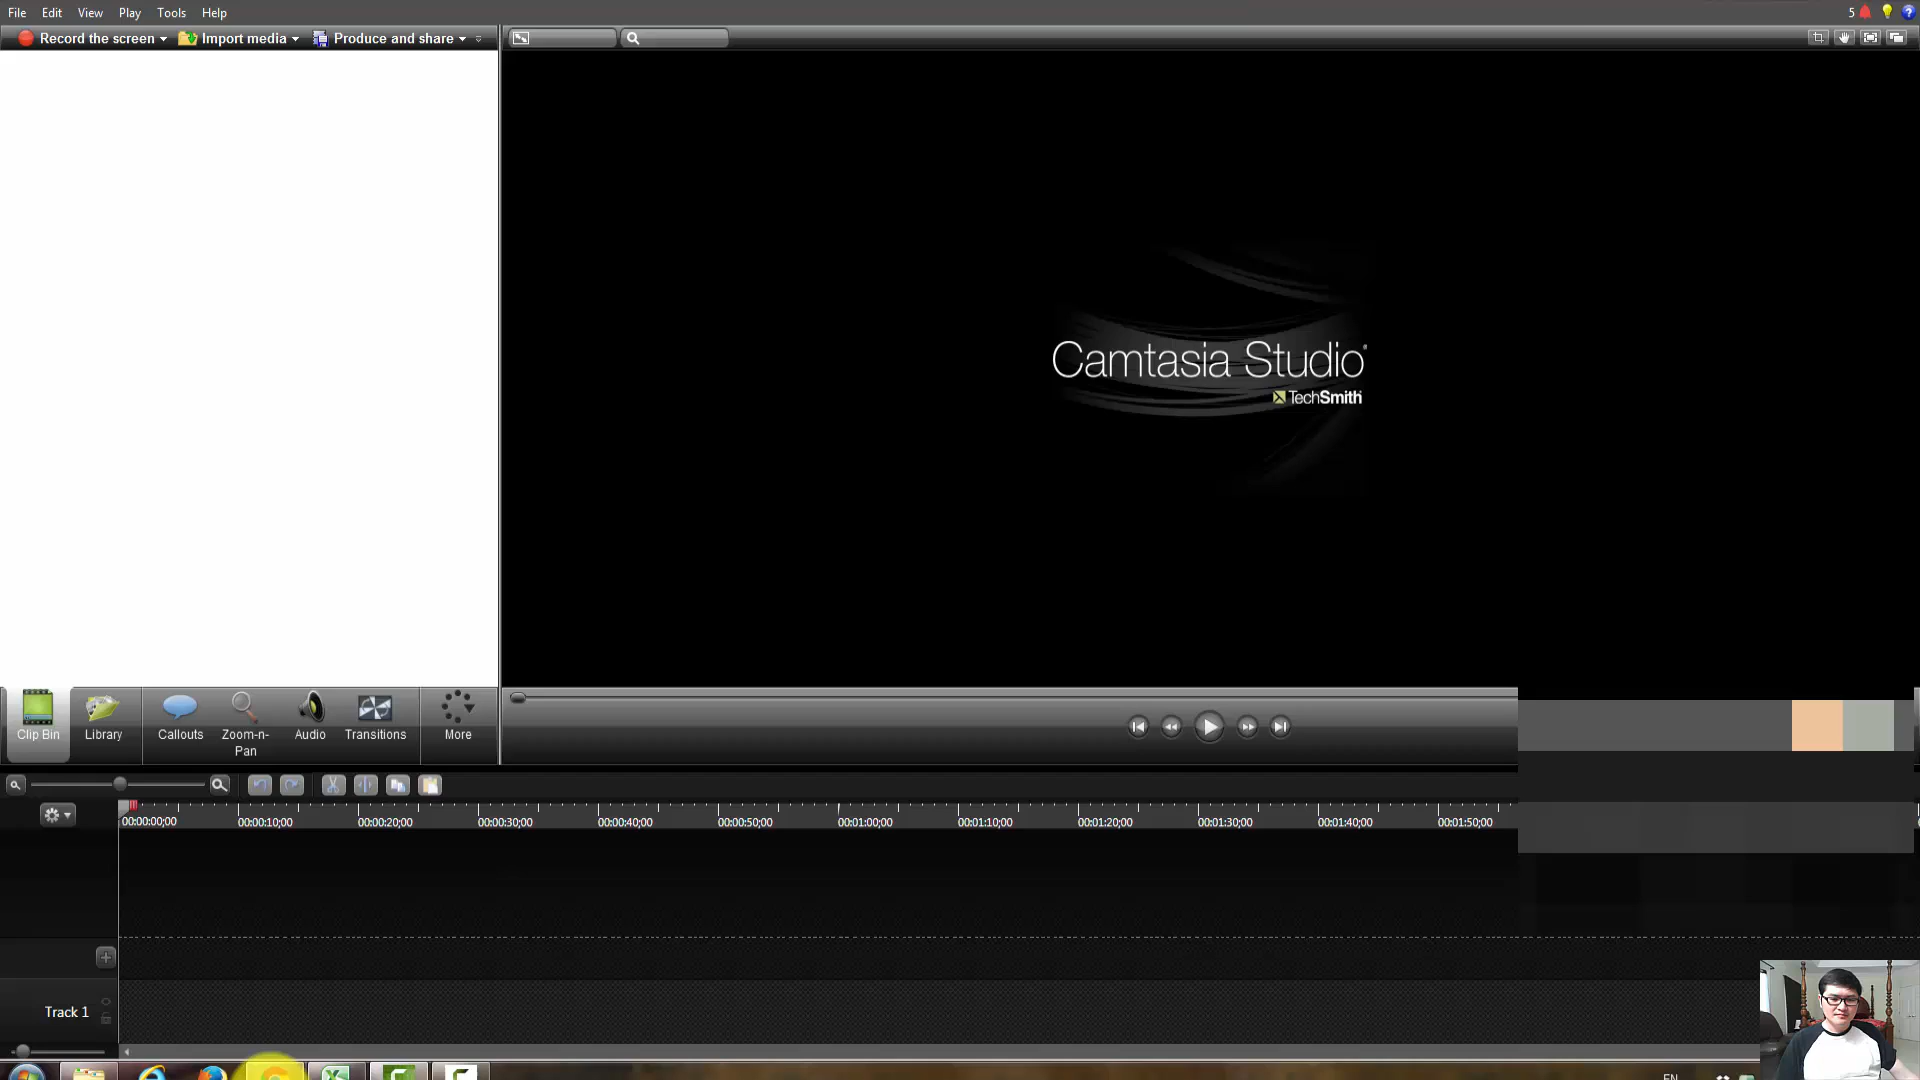 File Edit View Play Tools Help
5
Record the screen Import media Produce and share
Camtasia Studio
TechSmith
Clip Bin Library Callouts Zoom-n-Pan Audio Transitions More
00:00:00;00 00:00:10;00 00:00:20;00 00:00:30;00 00:00:40;00 00:00:50;00 00:01:00;00 00:01:10;00 00:01:20;00 00:01:30;00 00:01:40;00 00:01:50;00
Track 1
EN